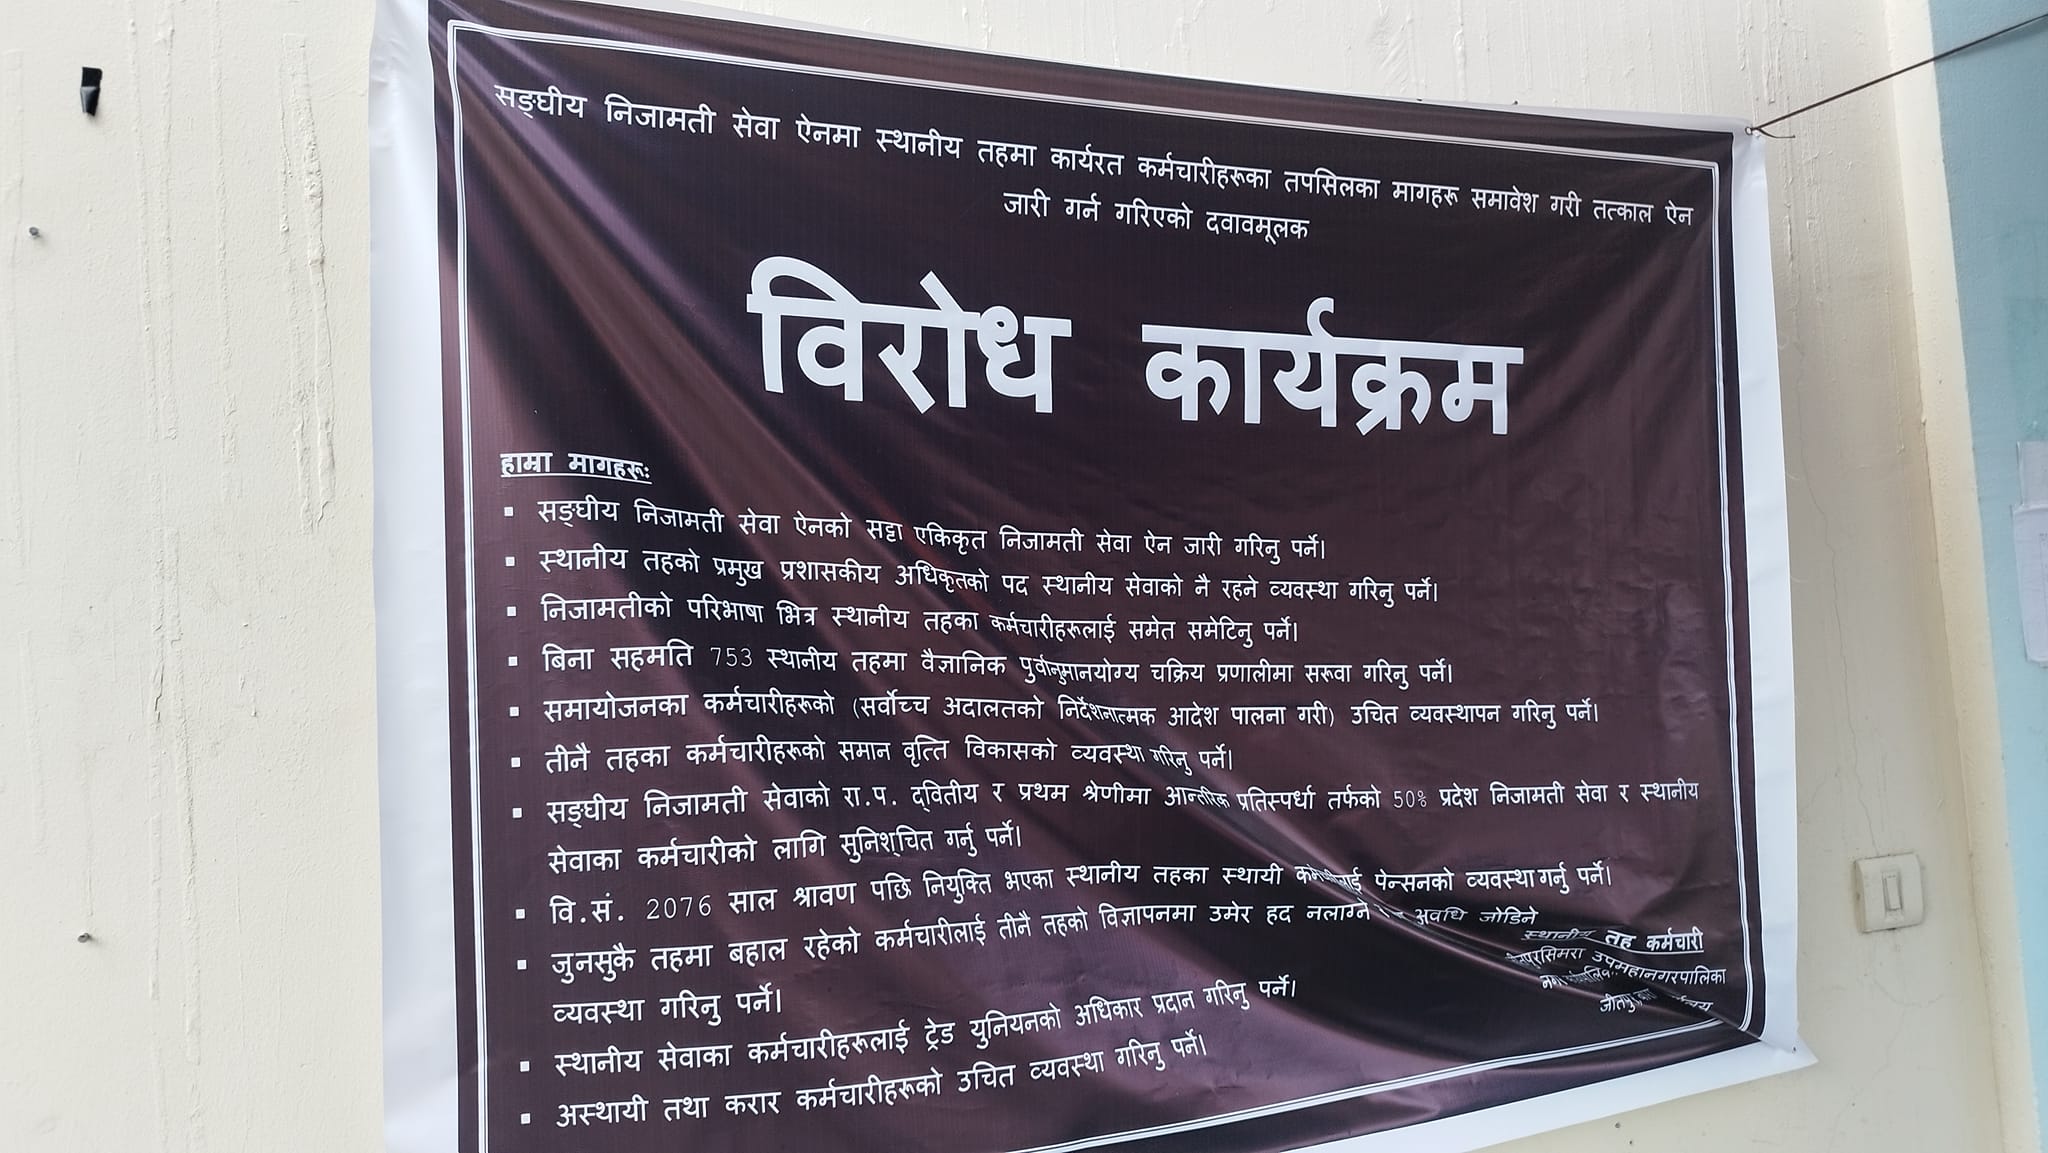 सङ्घीय निजामती सेवा ऐनमा स्थानीय तहमा कार्यरत कर्मचारीहरूका तपसिलका मागहरू समावेश गरी तत्काल ऐन
जारी गर्न गरिएको दवावमूलक
विरोध कार्यक्रम
हाम्रा मागहरूः
▪ सङ्घीय निजामती सेवा ऐनको सट्टा एकिकृत निजामती सेवा ऐन जारी गरिनु पर्ने।
▪ स्थानीय तहको प्रमुख प्रशासकीय अधिकृतको पद स्थानीय सेवाको नै रहने व्यवस्था गरिनु पर्ने।
▪ निजामतीको परिभाषा भित्र स्थानीय तहका कर्मचारीहरूलाई समेत समेटिनु पर्ने।
▪ बिना सहमति 753 स्थानीय तहमा वैज्ञानिक पुर्वानुमानयोग्य चक्रिय प्रणालीमा सरूवा गरिनु पर्ने।
▪ समायोजनका कर्मचारीहरूको (सर्वोच्च अदालतको निर्देशनात्मक आदेश पालना गरी) उचित व्यवस्थापन गरिनु पर्ने।
▪ तीनै तहका कर्मचारीहरूको समान वृत्ति विकासको व्यवस्था गरिनु पर्ने।
▪ सङ्घीय निजामती सेवाको रा.प. द्वितीय र प्रथम श्रेणीमा आन्तरिक प्रतिस्पर्धा तर्फको 50% प्रदेश निजामती सेवा र स्थानीय
सेवाका कर्मचारीको लागि सुनिश्चित गर्नु पर्ने।
▪ वि.सं. 2076 साल श्रावण पछि नियुक्ति भएका स्थानीय तहका स्थायी पेन्सनको व्यवस्था गर्नु पर्ने।
▪ जुनसुकै तहमा बहाल रहेको कर्मचारीलाई तीनै तहको विज्ञापनमा उमेर हद नलाग्ने अवधि जोडिने
व्यवस्था गरिनु पर्ने।
▪ स्थानीय सेवाका कर्मचारीहरूलाई ट्रेड युनियनको अधिकार प्रदान गरिनु पर्ने।
▪ अस्थायी तथा करार कर्मचारीहरूको उचित व्यवस्था गरिनु पर्ने।
स्थानीय तह कर्मचारी
उपमहानगरपालिका